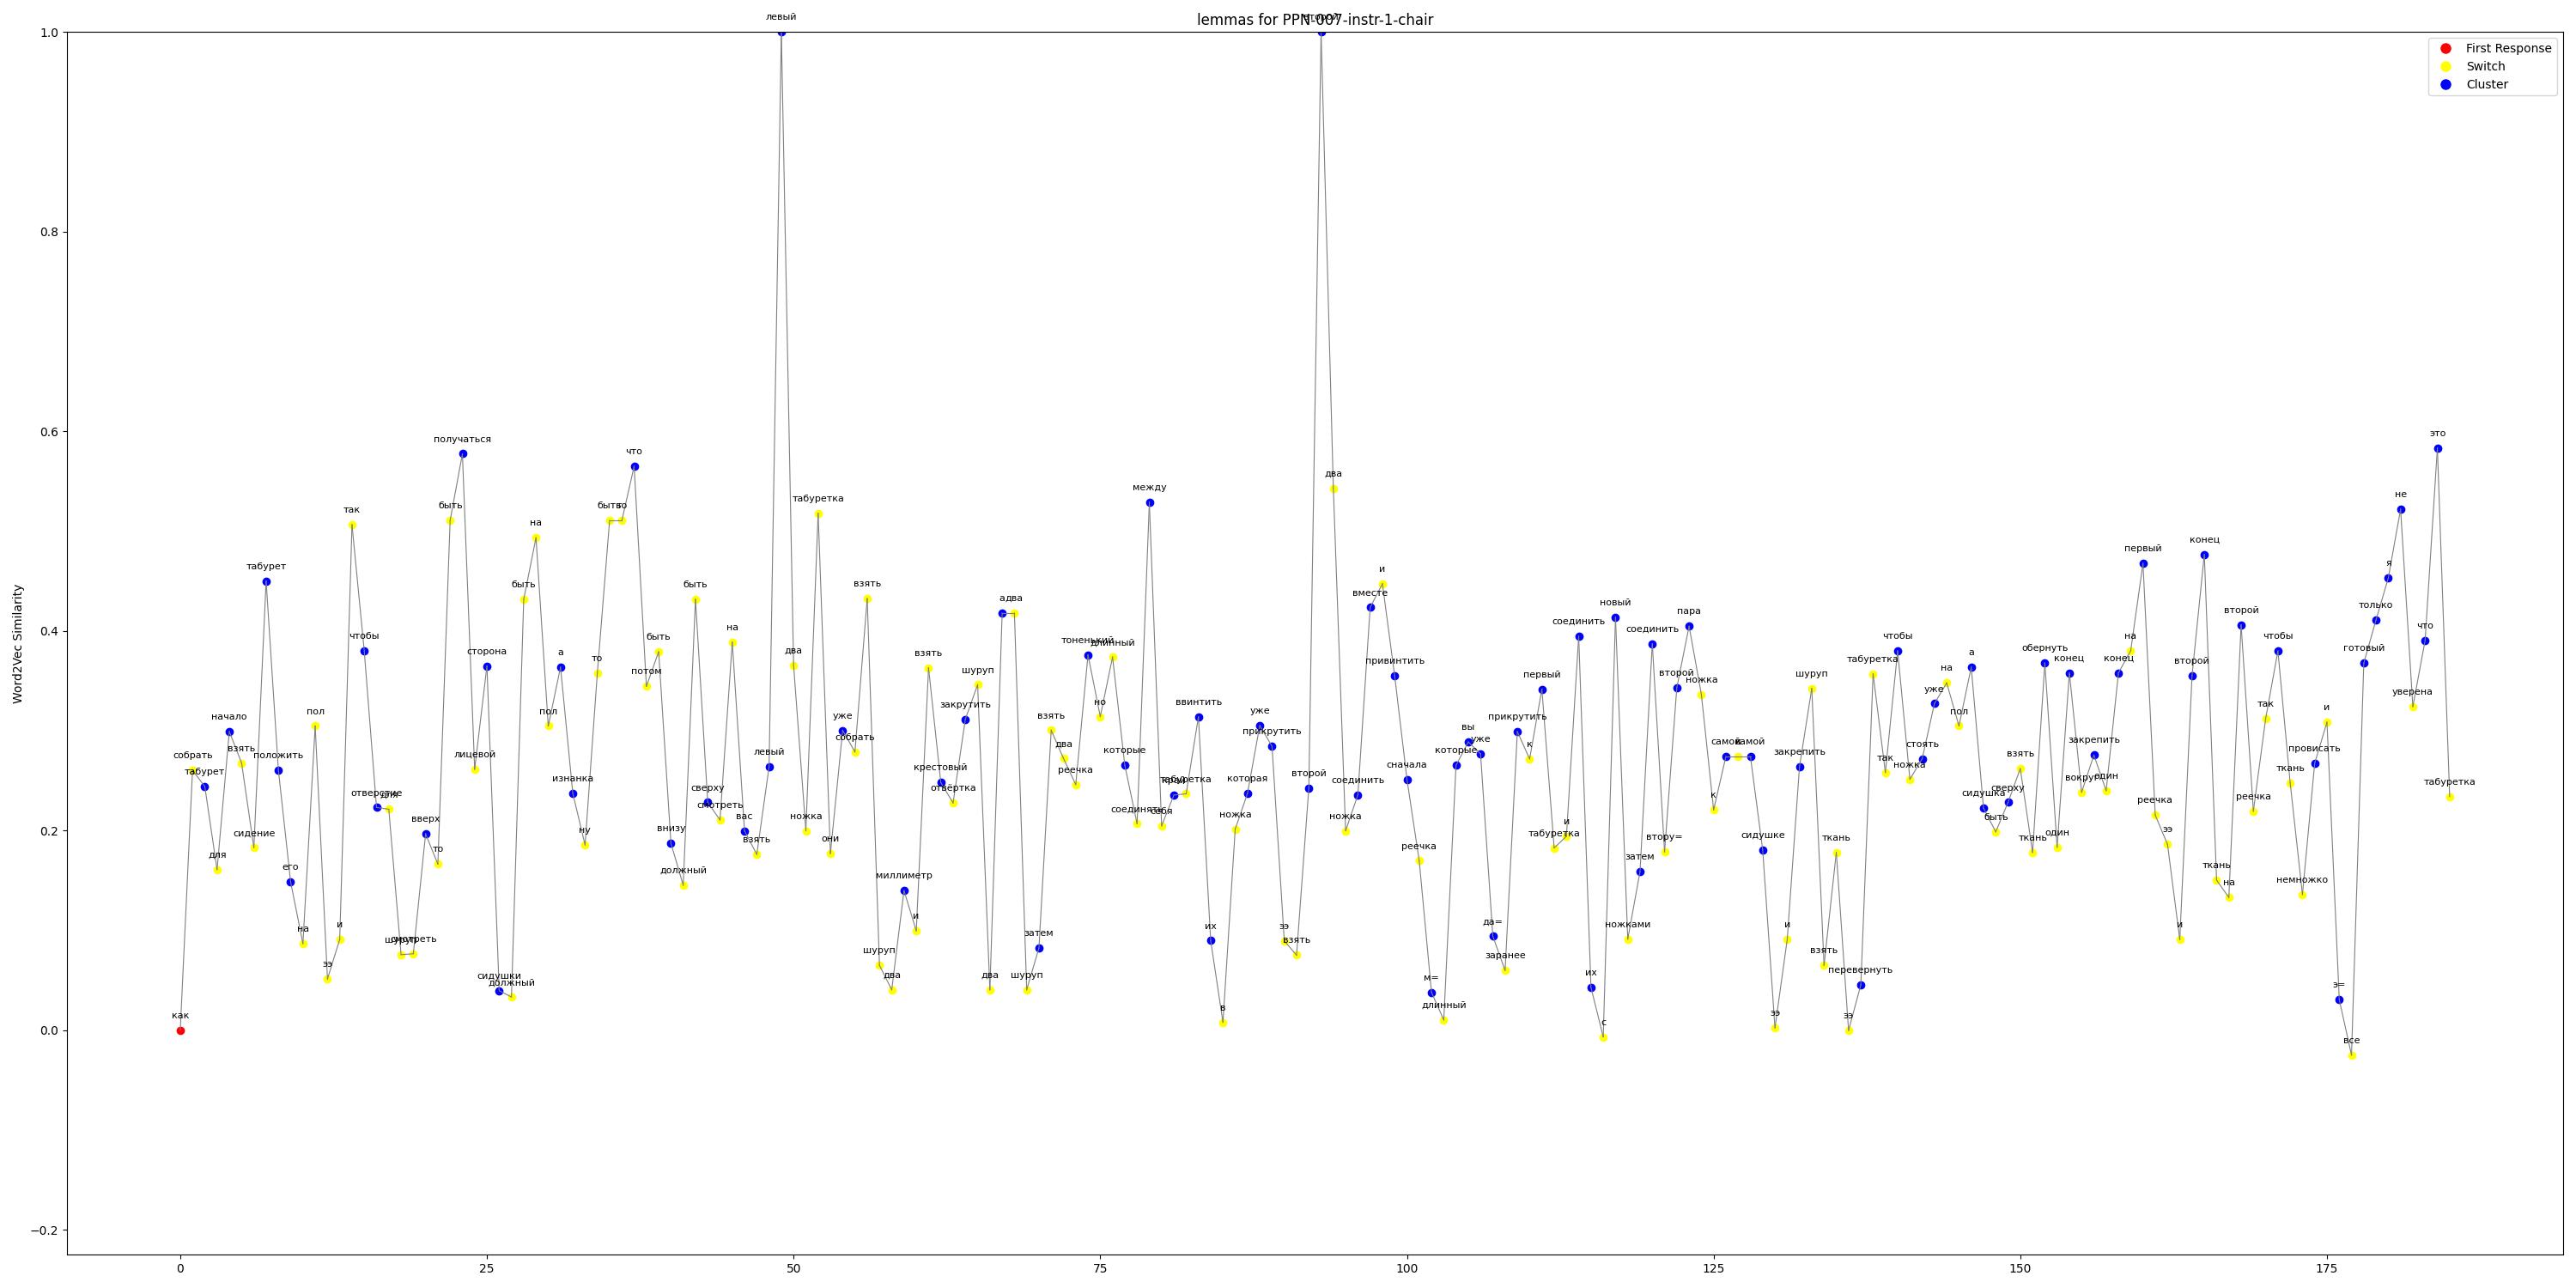 lemmas for PPN-007-instr-1-chair
First Response
Switch
Cluster
Word2Vec Similarity
1.0
0.8
0.6
0.4
0.2
0.0
−0.2
0
25
50
75
100
125
150
175
как
собрать
табурет
для
начало
взять
сидение
табурет
положить
его
на
пол
ээ
и
так
чтобы
отверстие
для
шуруп
смотреть
вверх
то
быть
получаться
лицевой
сторона
сидушки
должный
быть
на
пол
а
изнанка
ну
то
быть
то
что
потом
быть
внизу
должный
быть
сверху
смотреть
на
вас
взять
левый
левый
два
ножка
табуретка
они
уже
собрать
взять
шуруп
два
миллиметр
и
взять
крестовый
отвёртка
закрутить
шуруп
два
а
два
шуруп
затем
взять
два
реечка
тоненький
но
длинный
которые
соединять
между
себя
край
табуретка
ввинтить
их
в
ножка
которая
уже
прикрутить
ээ
взять
второй
второй
два
ножка
соединить
вместе
и
привинтить
сначала
реечка
м=
длинный
которые
вы
уже
да=
заранее
прикрутить
к
первый
табуретка
и
соединить
их
с
новый
ножками
затем
соединить
втору=
второй
пара
ножка
к
самой
к
самой
сидушке
ээ
и
закрепить
шуруп
взять
ткань
ээ
перевернуть
табуретка
так
чтобы
ножка
стоять
уже
на
пол
а
сидушка
быть
сверху
взять
ткань
обернуть
один
конец
вокруг
закрепить
один
конец
на
первый
реечка
ээ
и
второй
конец
ткань
на
второй
реечка
так
чтобы
ткань
немножко
провисать
и
э=
все
готовый
только
я
не
уверена
что
это
табуретка